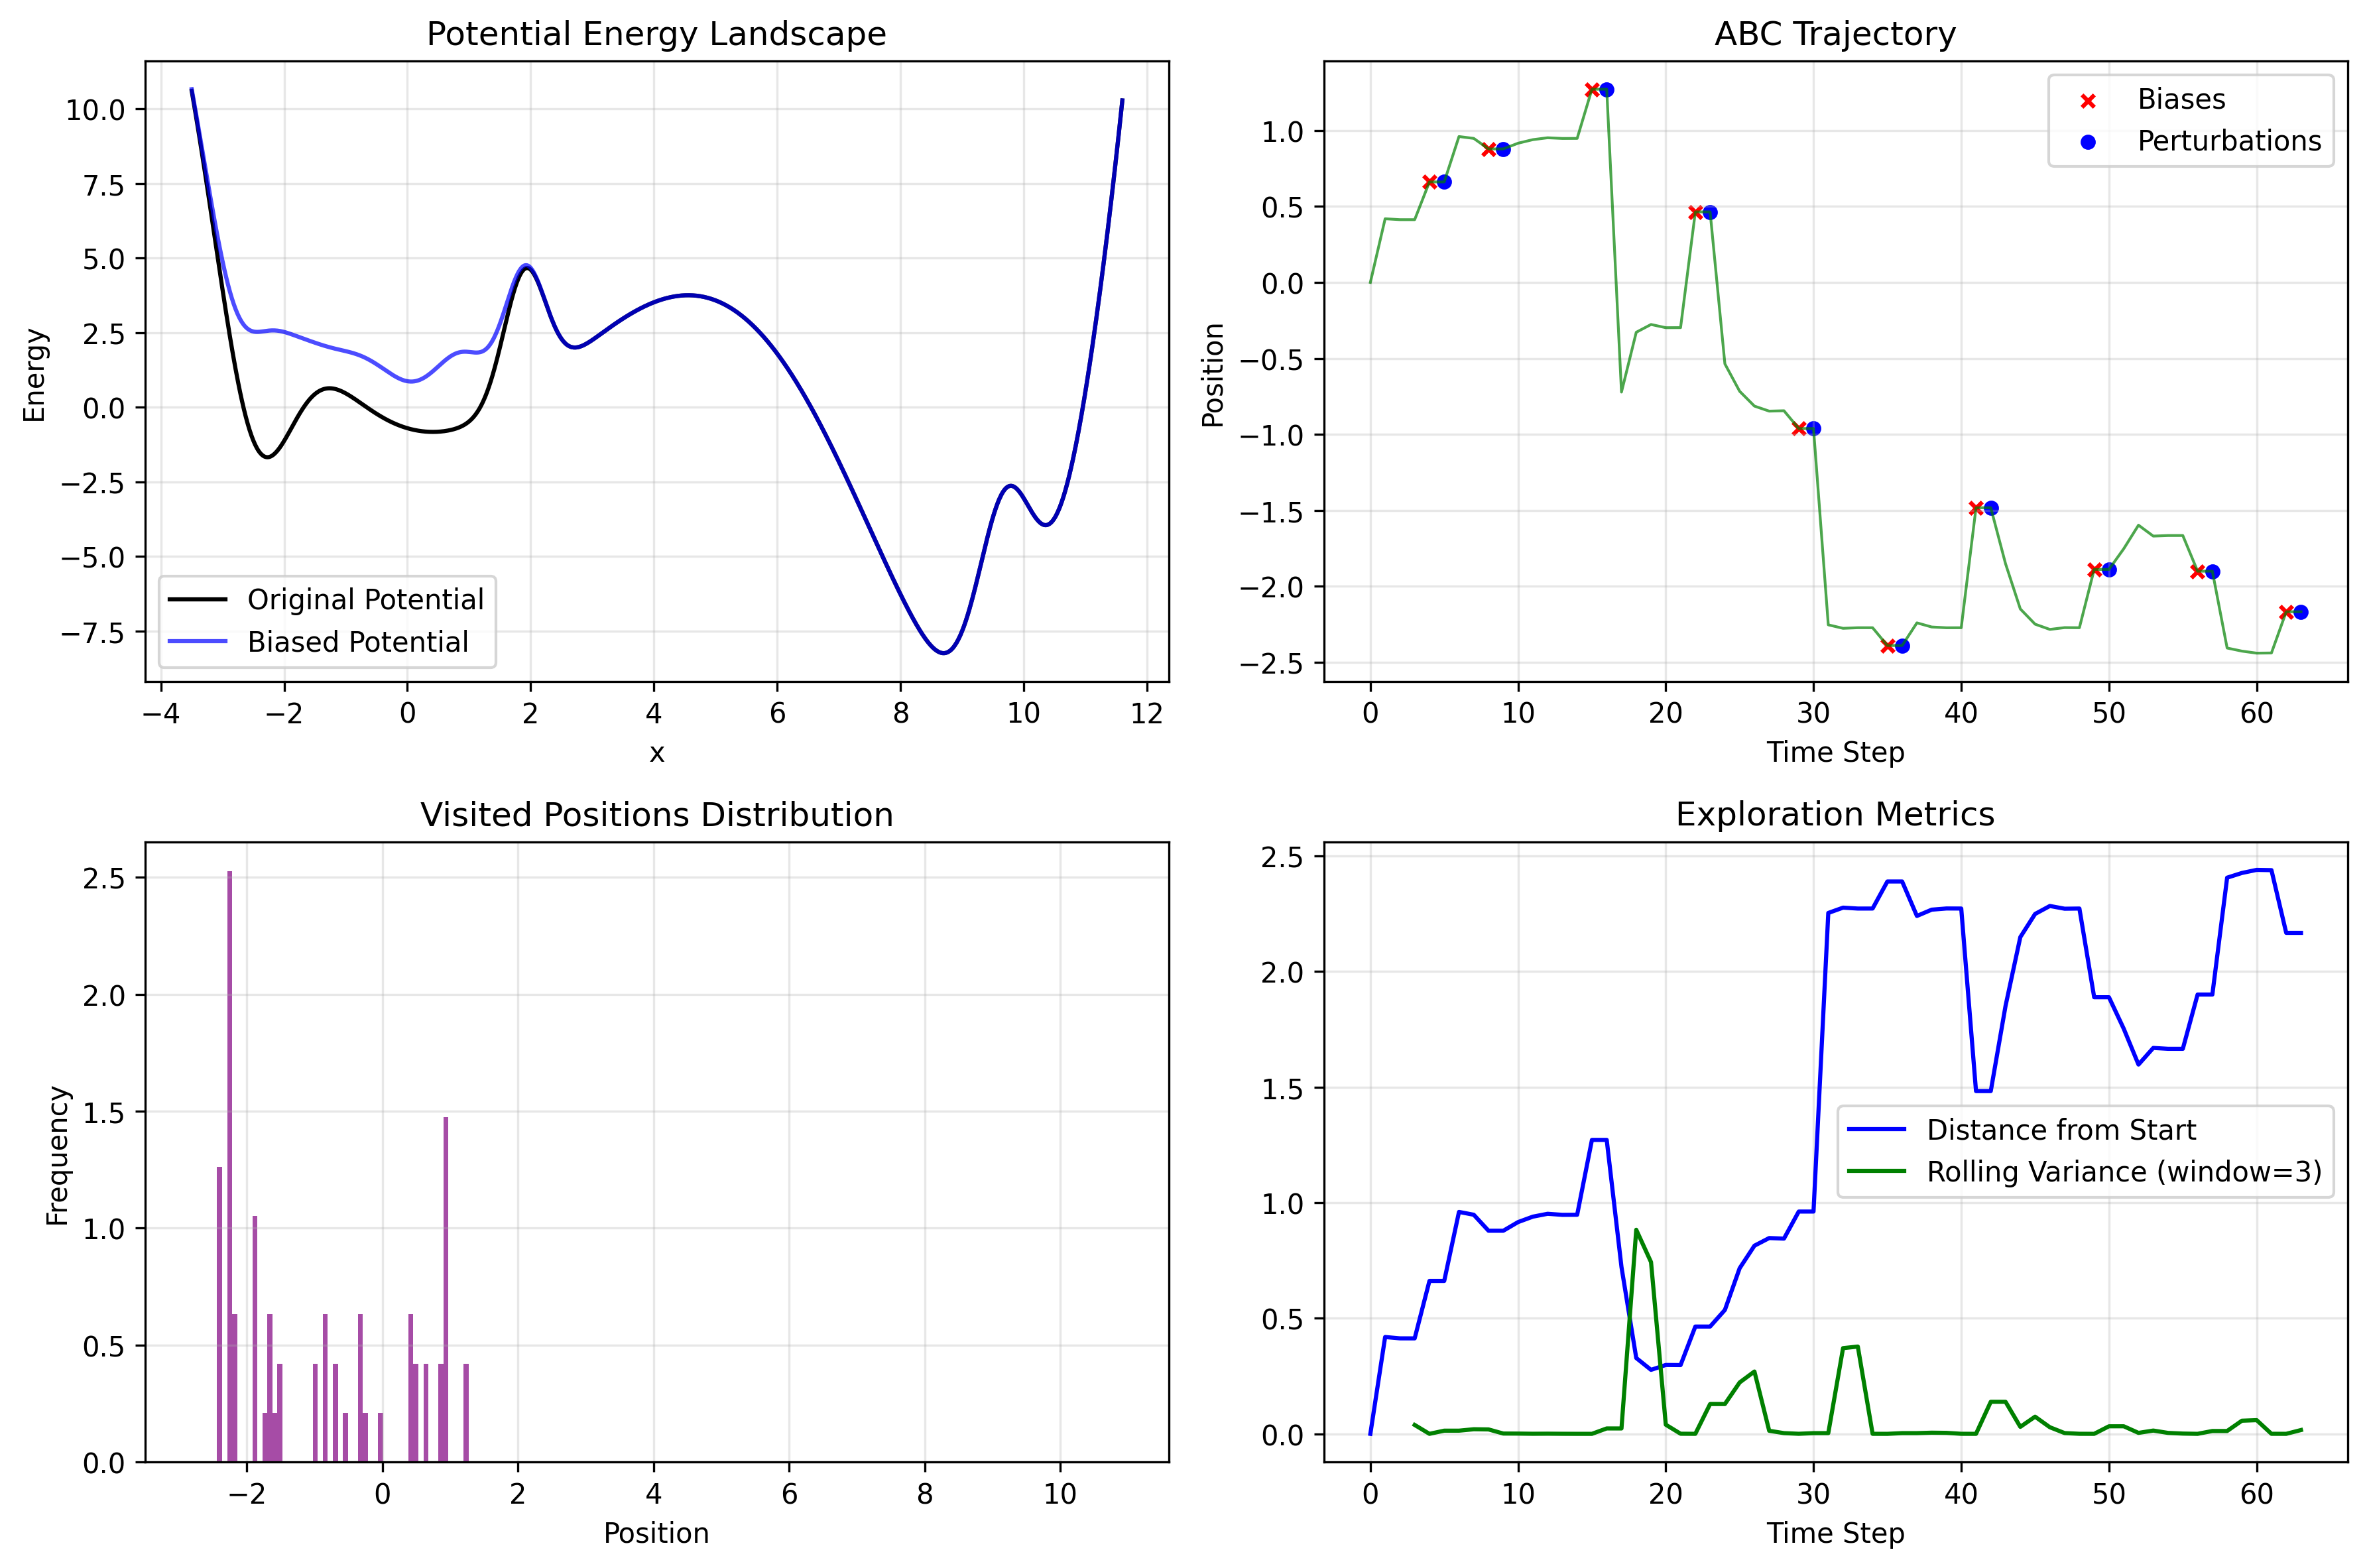 Potential Energy Landscape
10.0
7.5
5.0
2.5
0.0
−2.5
−5.0
−7.5
Energy
Original Potential
Biased Potential
−4 −2 0 2 4 6 8 10 12
x
ABC Trajectory
1.0
0.5
0.0
−0.5
−1.0
−1.5
−2.0
−2.5
Position
Biases
Perturbations
0 10 20 30 40 50 60
Time Step
Visited Positions Distribution
2.5
2.0
1.5
1.0
0.5
0.0
Frequency
−2 0 2 4 6 8 10
Position
Exploration Metrics
2.5
2.0
1.5
1.0
0.5
0.0
Distance from Start
Rolling Variance (window=3)
0 10 20 30 40 50 60
Time Step